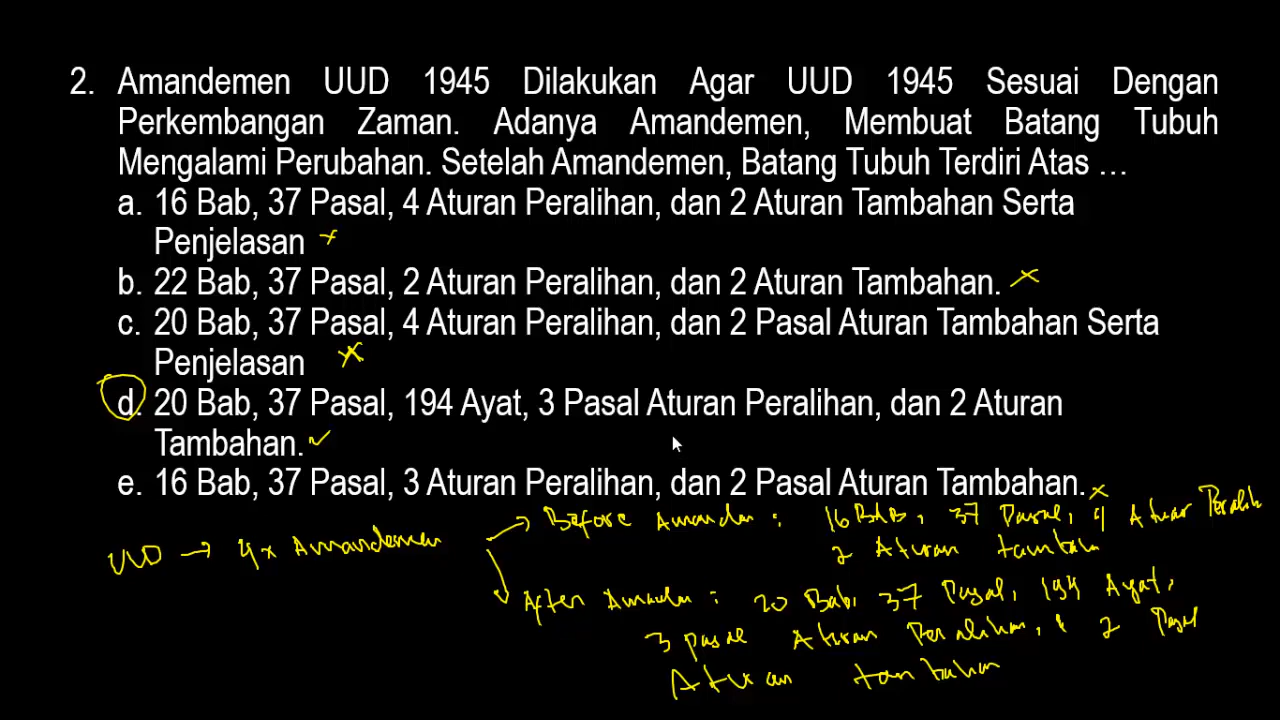 2. Amandemen UUD 1945 Dilakukan Agar UUD 1945 Sesuai Dengan
Perkembangan Zaman. Adanya Amandemen, Membuat Batang Tubuh
Mengalami Perubahan. Setelah Amandemen, Batang Tubuh Terdiri Atas …
a. 16 Bab, 37 Pasal, 4 Aturan Peralihan, dan 2 Aturan Tambahan Serta
Penjelasan
b. 22 Bab, 37 Pasal, 2 Aturan Peralihan, dan 2 Aturan Tambahan.
c. 20 Bab, 37 Pasal, 4 Aturan Peralihan, dan 2 Pasal Aturan Tambahan Serta
Penjelasan
d. 20 Bab, 37 Pasal, 194 Ayat, 3 Pasal Aturan Peralihan, dan 2 Aturan
Tambahan.
e. 16 Bab, 37 Pasal, 3 Aturan Peralihan, dan 2 Pasal Aturan Tambahan.
UUD → 4x Amandemen
Before : 16 BAB, 37 Pasal, 4 Aturan
2 Aturan
After : 20 Bab, 37 Pasal, 194 Ayat,
3 pasal Aturan Peralihan, 2 Pasal
Aturan tambahan